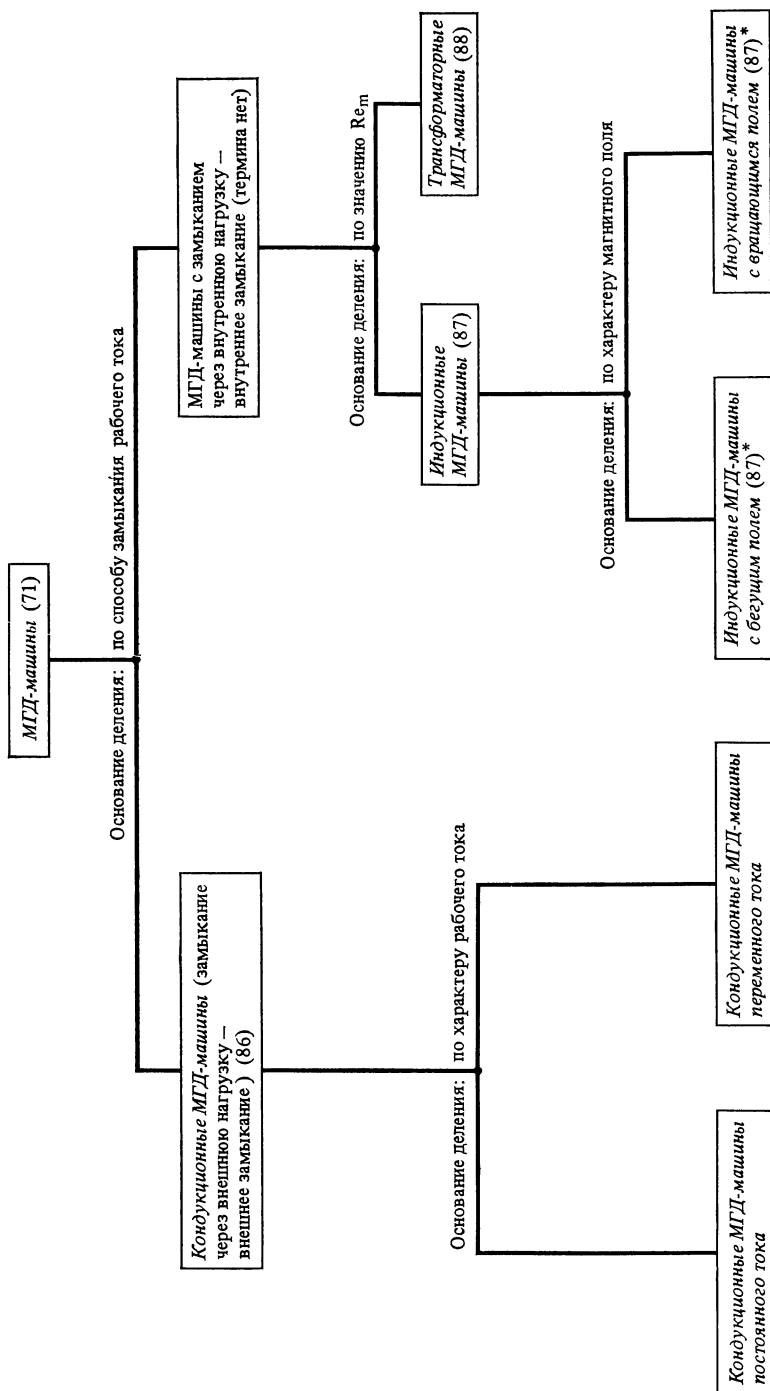 МГД-машины (71)
Основание деления: по способу замыкания рабочего тока
Кондукционные МГД-машины (замыкание
через внешнюю нагрузку —
внешнее замыкание) (86)
МГД-машины с замыканием
через внутреннюю нагрузку —
внутреннее замыкание (термина нет)
Основание деления: по характеру рабочего тока
Основание деления: по значению Rem
Индукционные
МГД-машины (87)
Трансформаторные
МГД-машины (88)
Основание деления: по характеру магнитного поля
Кондукционные МГД-машины
постоянного тока
Кондукционные МГД-машины
переменного тока
Индукционные МГД-машины
с бегущим полем (87)*
Индукционные МГД-машины
с вращающимся полем (87)*